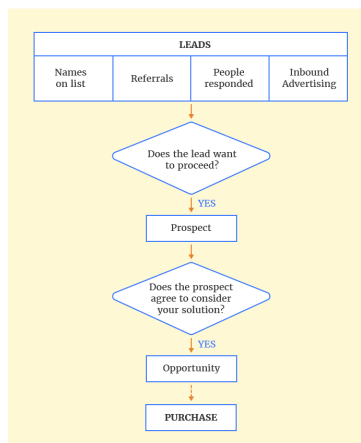 LEADS
Names
on list
Referrals
People
responded
Inbound
Advertising
Does the lead want
to proceed?
YES
Prospect
Does the prospect
agree to consider
your solution?
YES
Opportunity
PURCHASE